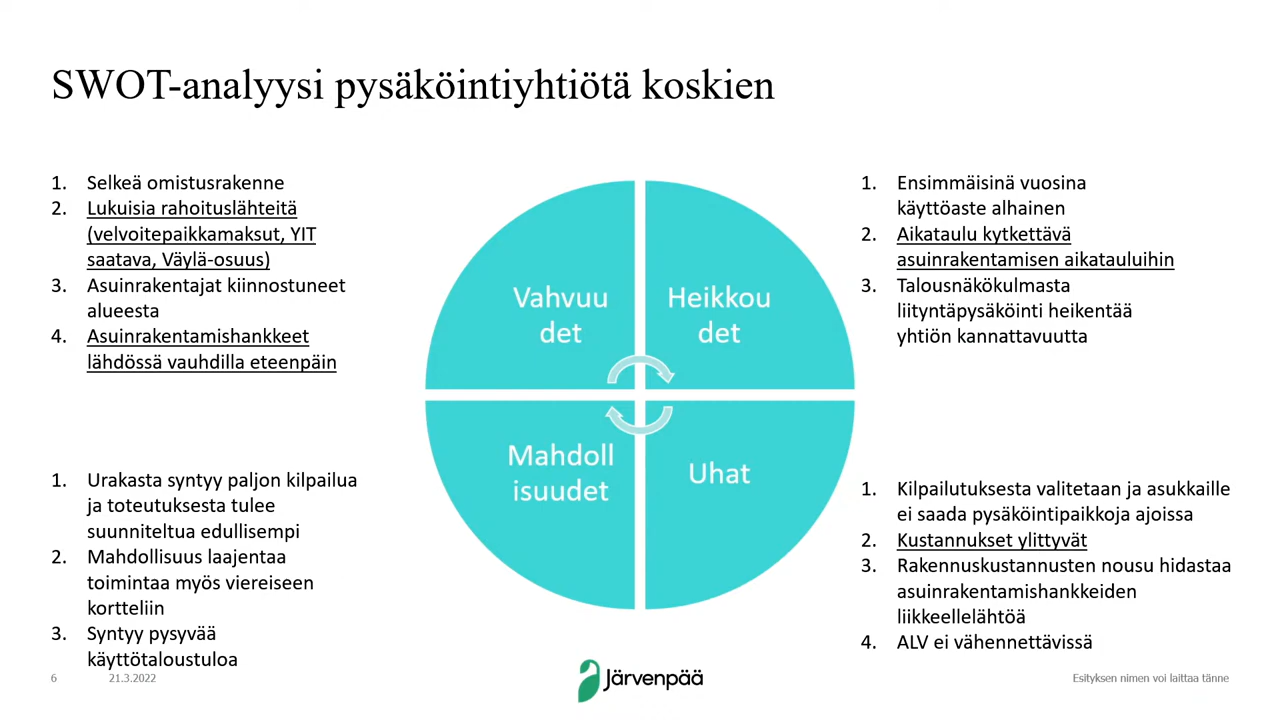 SWOT-analyysi pysäköintiyhtiötä koskien
1. Selkeä omistusrakenne
2. Lukuisia rahoituslähteitä
(velvoitepaikkamaksut, YIT
saatava, Väylä-osuus)
3. Asuinrakentajat kiinnostuneet
alueesta
4. Asuinrakentamishankkeet
lähdössä vauhdilla eteenpäin
Vahvuu
det
Heikkou
det
1. Ensimmäisinä vuosina
käyttöaste alhainen
2. Aikataulu kytkettävä
asuinrakentamisen aikatauluihin
3. Talousnäkökulmasta
liityntäpysäköinti heikentää
yhtiön kannattavuutta
1. Urakasta syntyy paljon kilpailua
ja toteutuksesta tulee
suunniteltua edullisempi
2. Mahdollisuus laajentaa
toimintaa myös viereiseen
kortteliin
3. Syntyy pysyvää
käyttötaloustuloa
Mahdoll
isuudet
Uhat
1. Kilpailutuksesta valitetaan ja asukkaille
ei saada pysäköintipaikkoja ajoissa
2. Kustannukset ylittyvät
3. Rakennuskustannusten nousu hidastaa
asuinrakentamishankkeiden
liikkeellelähtöä
4. ALV ei vähennettävissä
6
21.3.2022
Järvenpää
Esityksen nimen voi laittaa tänne